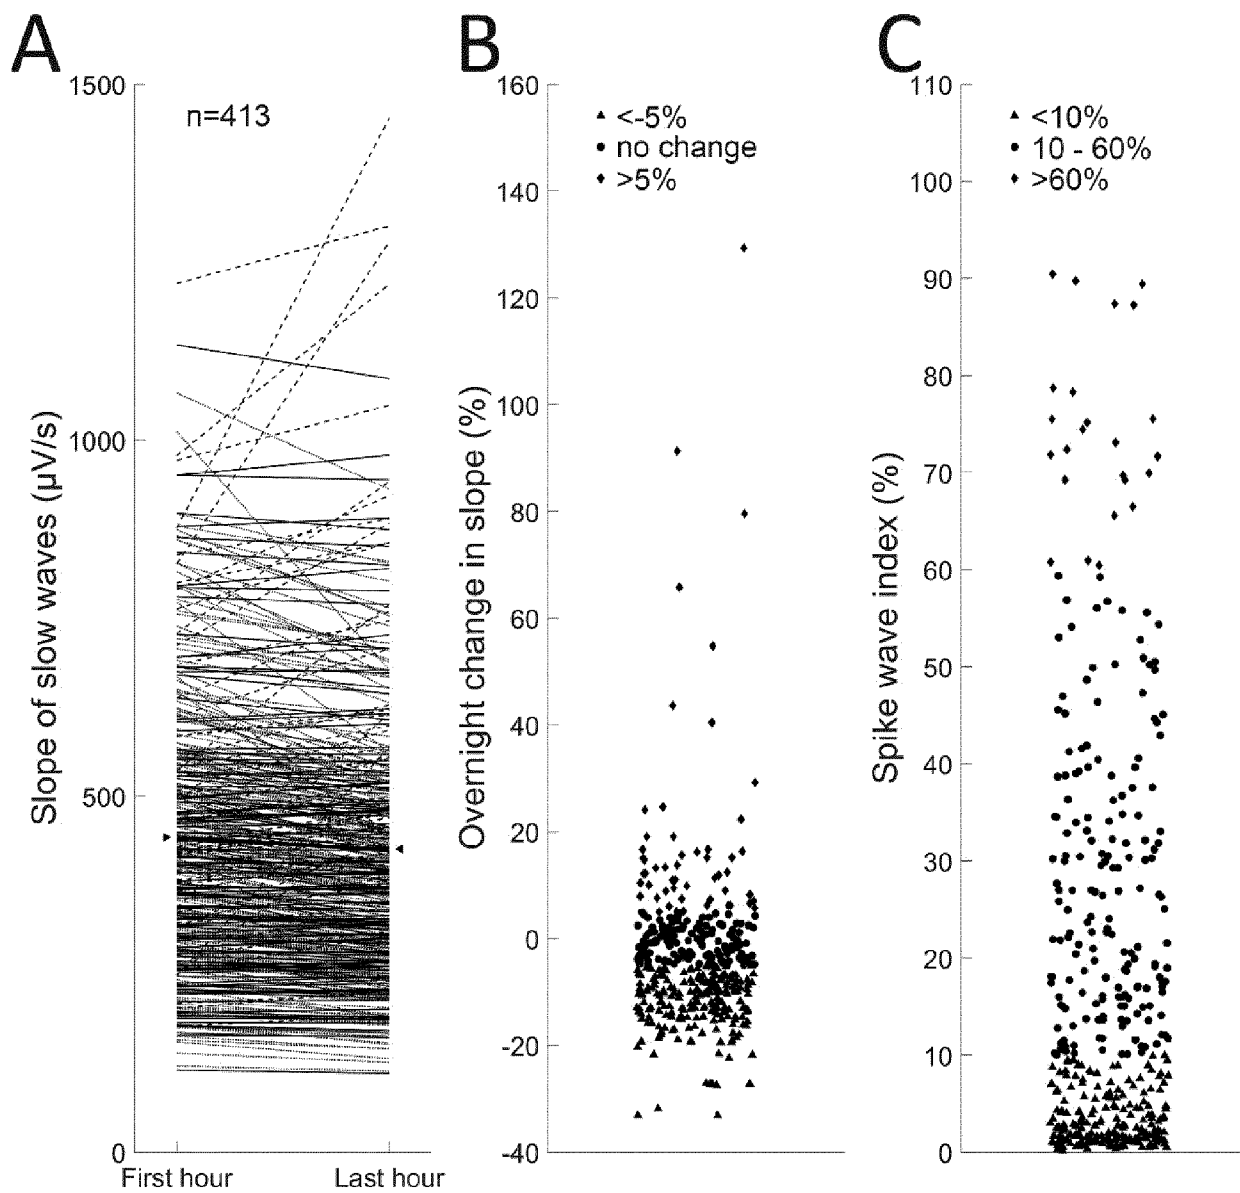 A
Slope of slow waves (µV/s)
1500
1000
500
0
n=413
First hour
Last hour
B
Overnight change in slope (%)
160
140
120
100
80
60
40
20
0
-20
-40
<-5%
no change
>5%
C
Spike wave index (%)
110
100
90
80
70
60
50
40
30
20
10
0
<10%
10 - 60%
>60%